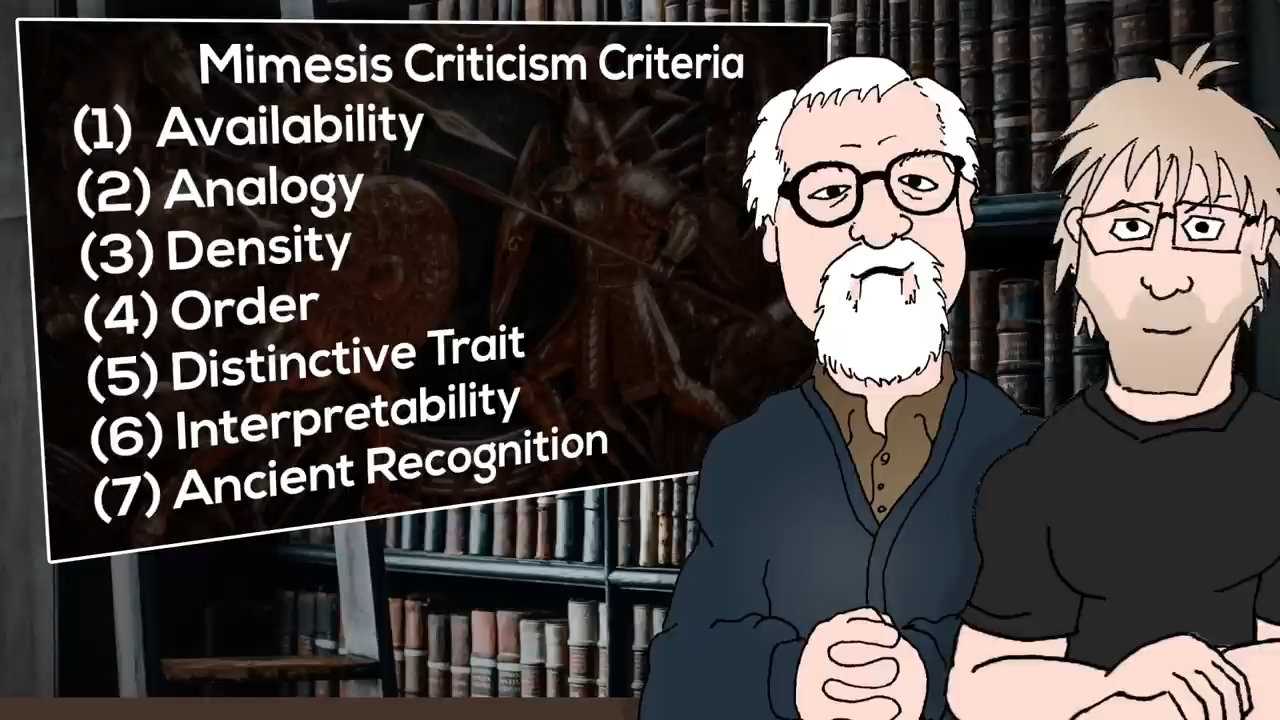 Mimesis Criticism Criteria
(1) Availability
(2) Analogy
(3) Density
(4) Order
(5) Distinctive Trait
(6) Interpretability
(7) Ancient Recognition